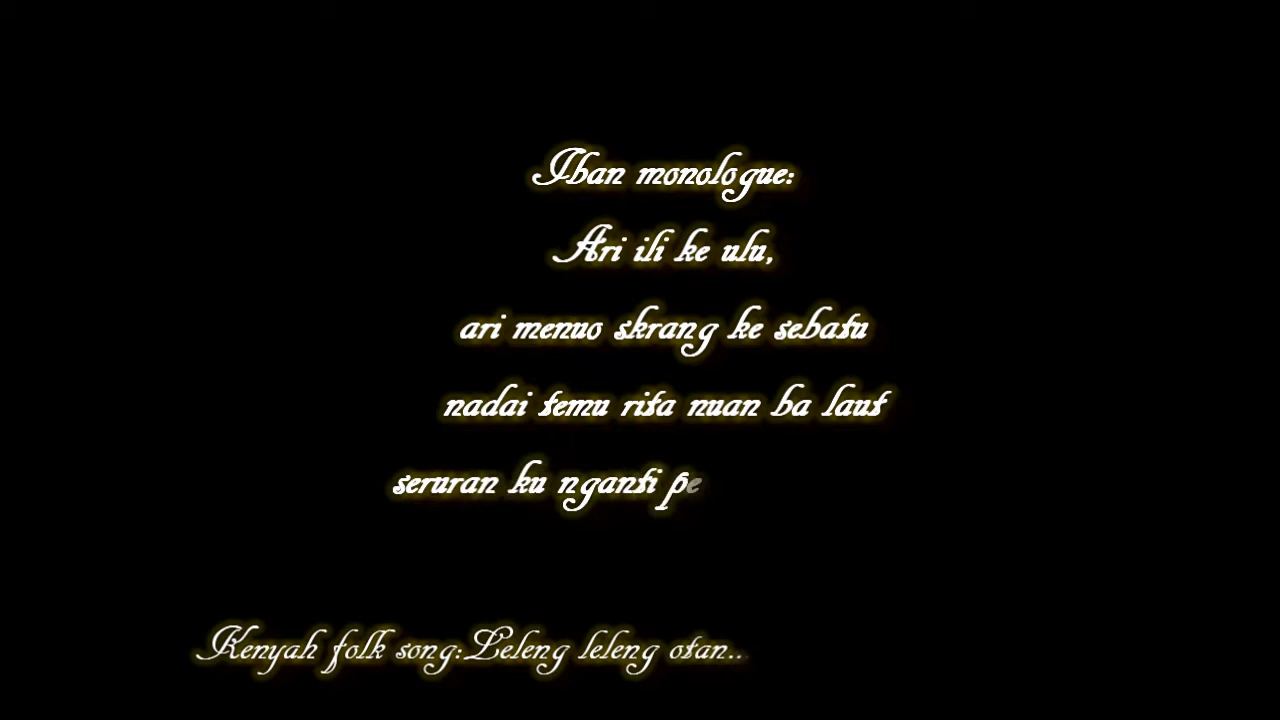 Iban monologue:
Ari ili ke ulu,
ari menuo skrang ke sebatu
nadai temu rita nuan ba laut
seruran ku nganti pe
Kenyah folk song:Leleng leleng otan..